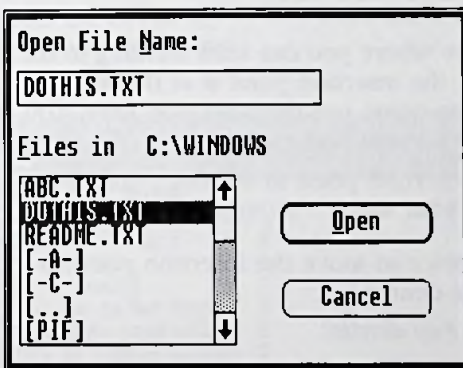 Open File Name:
DOTHIS.TXT
Files in C:\WINDOWS
ABC.TXT
DOTHIS.TXT
README.TXT
[-A-]
[-C-]
[..]
[PIF]
Open
Cancel